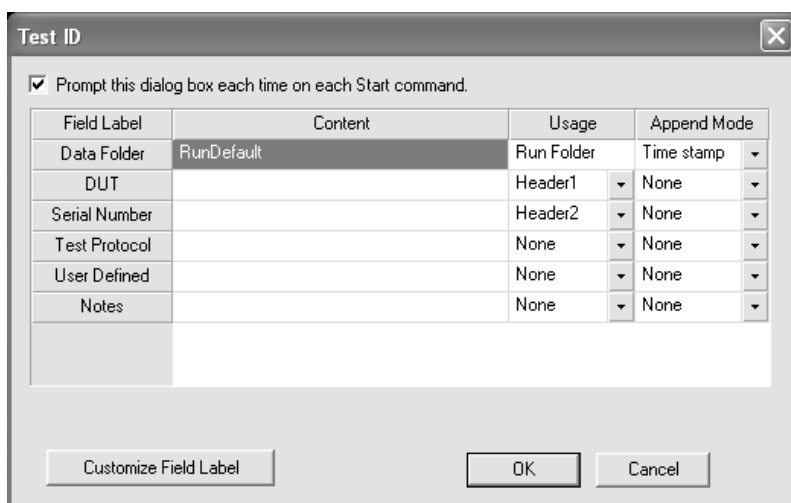 Test ID
Prompt this dialog box each time on each Start command.
Field Label Content Usage Append Mode
Data Folder RunDefault Run Folder Time stamp
DUT Header1 None
Serial Number Header2 None
Test Protocol None None
User Defined None None
Notes None None
Customize Field Label OK Cancel